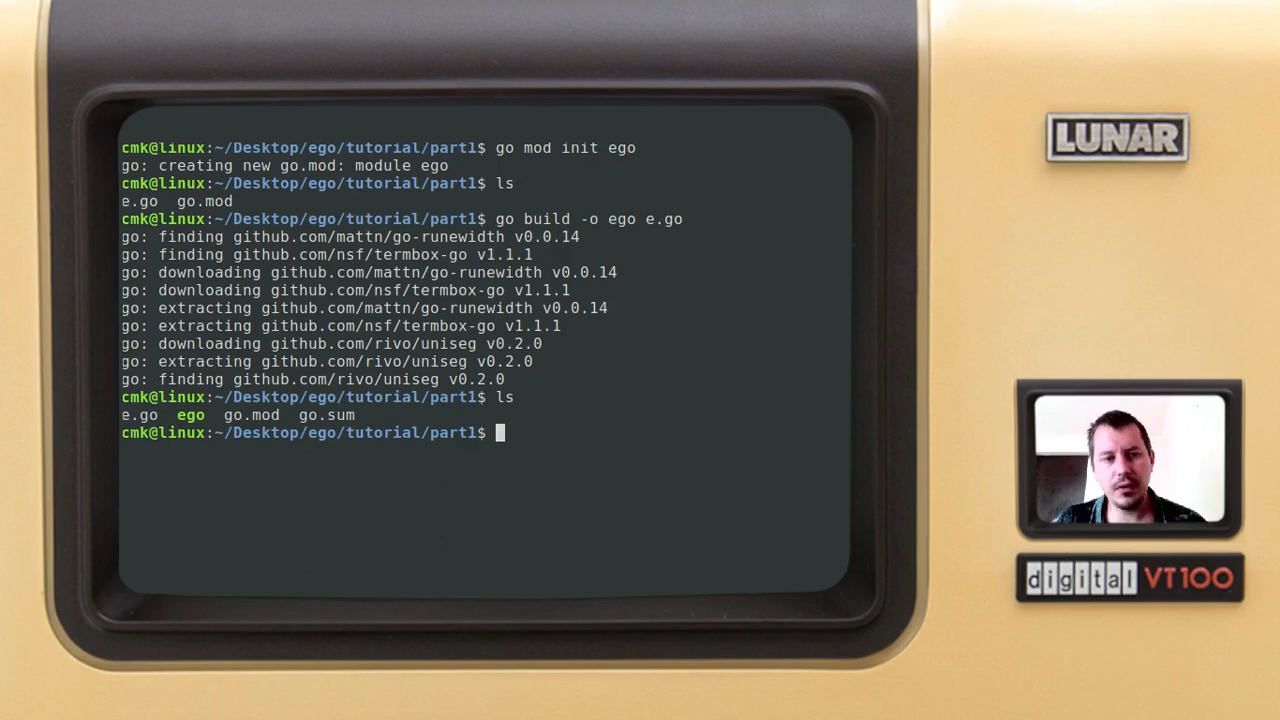 cmk@linux:~/Desktop/ego/tutorial/part1$ go mod init ego
go: creating new go.mod: module ego
cmk@linux:~/Desktop/ego/tutorial/part1$ ls
e.go  go.mod
cmk@linux:~/Desktop/ego/tutorial/part1$ go build -o ego e.go
go: finding github.com/mattn/go-runewidth v0.0.14
go: finding github.com/nsf/termbox-go v1.1.1
go: downloading github.com/mattn/go-runewidth v0.0.14
go: downloading github.com/nsf/termbox-go v1.1.1
go: extracting github.com/mattn/go-runewidth v0.0.14
go: extracting github.com/nsf/termbox-go v1.1.1
go: downloading github.com/rivo/uniseg v0.2.0
go: extracting github.com/rivo/uniseg v0.2.0
go: finding github.com/rivo/uniseg v0.2.0
cmk@linux:~/Desktop/ego/tutorial/part1$ ls
e.go  ego  go.mod  go.sum
cmk@linux:~/Desktop/ego/tutorial/part1$
LUNAR
digital VT100